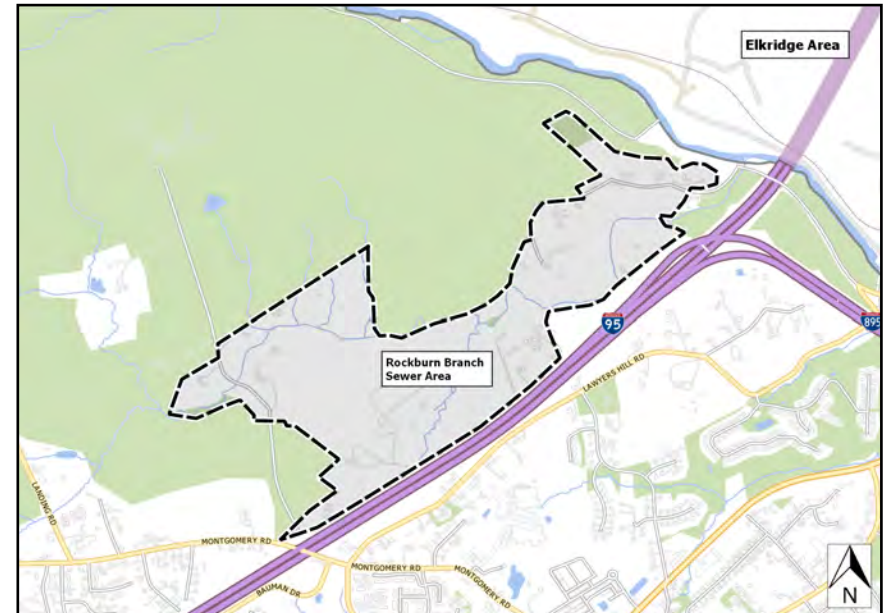 Elkridge Area
895
95
Rockburn Branch
Sewer Area
LAWYERS HILL RD
LANDING RD
MONTGOMERY RD
MONTGOMERY RD
MONTGOMERY RD
BAUMAN DR
N